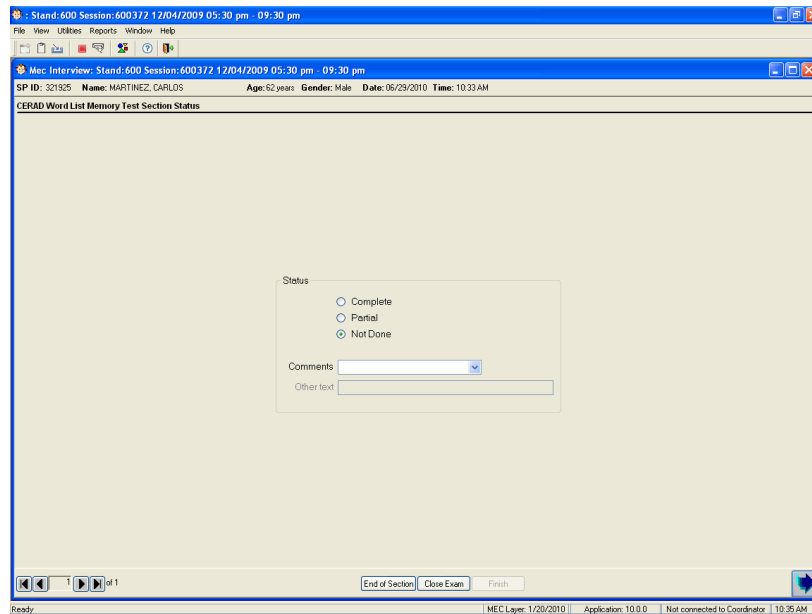 : Stand:600 Session:600372 12/04/2009 05:30 pm - 09:30 pm
File View Utilities Reports Window Help
Mec Interview: Stand:600 Session:600372 12/04/2009 05:30 pm - 09:30 pm
SP ID: 321925 Name: MARTINEZ, CARLOS Age: 62 years Gender: Male Date: 06/29/2010 Time: 10:33 AM
CERAD Word List Memory Test Section Status
Status
Complete
Partial
Not Done
Comments
Other text
1 of 1 End of Section Close Exam Finish
Ready MEC Layer: 1/20/2010 Application: 10.0.0 Not connected to Coordinator 10:35 AM